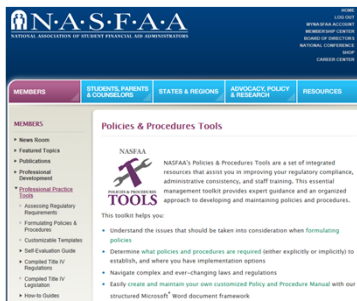 HOME
LOG OUT
MYNASFAA ACCOUNT
MEMBERSHIP CENTER
BOARD OF DIRECTORS
NATIONAL CONFERENCE
SHOP
CAREER CENTER
N·A·S·F·A·A
NATIONAL ASSOCIATION OF STUDENT FINANCIAL AID ADMINISTRATORS
MEMBERS
STUDENTS, PARENTS
& COUNSELORS
STATES & REGIONS
ADVOCACY, POLICY
& RESEARCH
RESOURCES
MEMBERS
News Room
Featured Topics
Publications
Professional
Development
Professional Practice
Tools
Assessing Regulatory
Requirements
Formulating Policies &
Procedures
Customizable Templates
Self-Evaluation Guide
Compiled Title IV
Regulations
Compiled Title IV
Legislation
How-to Guides
Policies & Procedures Tools
NASFAA
POLICIES & PROCEDURES
TOOLS
NASFAA's Policies & Procedures Tools are a set of integrated
resources that assist you in improving your regulatory compliance,
administrative consistency, and staff training. This essential
management toolkit provides expert guidance and an organized
approach to developing and maintaining policies and procedures.
This toolkit helps you:
Understand the issues that should be taken into consideration when formulating
policies
Determine what policies and procedures are required (either explicitly or implicitly) to
establish, and where you have implementation options
Navigate complex and ever-changing laws and regulations
Easily create and maintain your own customized Policy and Procedure Manual with our
structured Microsoft® Word document framework